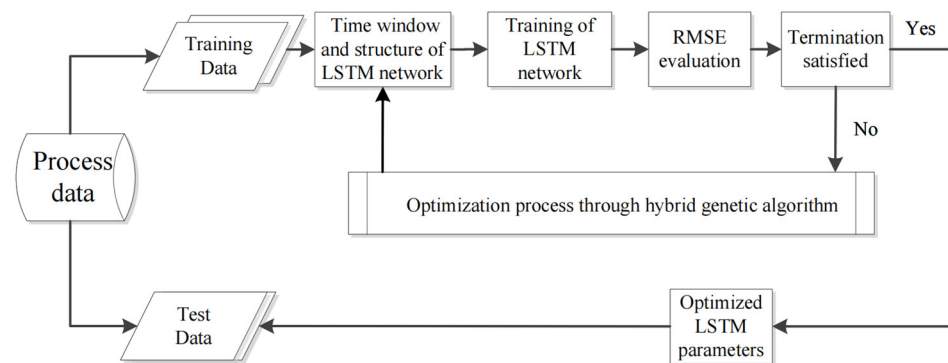 Training
Data
Time window
and structure of
LSTM network
Training of
LSTM
network
RMSE
evaluation
Termination
satisfied
Yes
No
Process
data
Optimization process through hybrid genetic algorithm
Test
Data
Optimized
LSTM
parameters